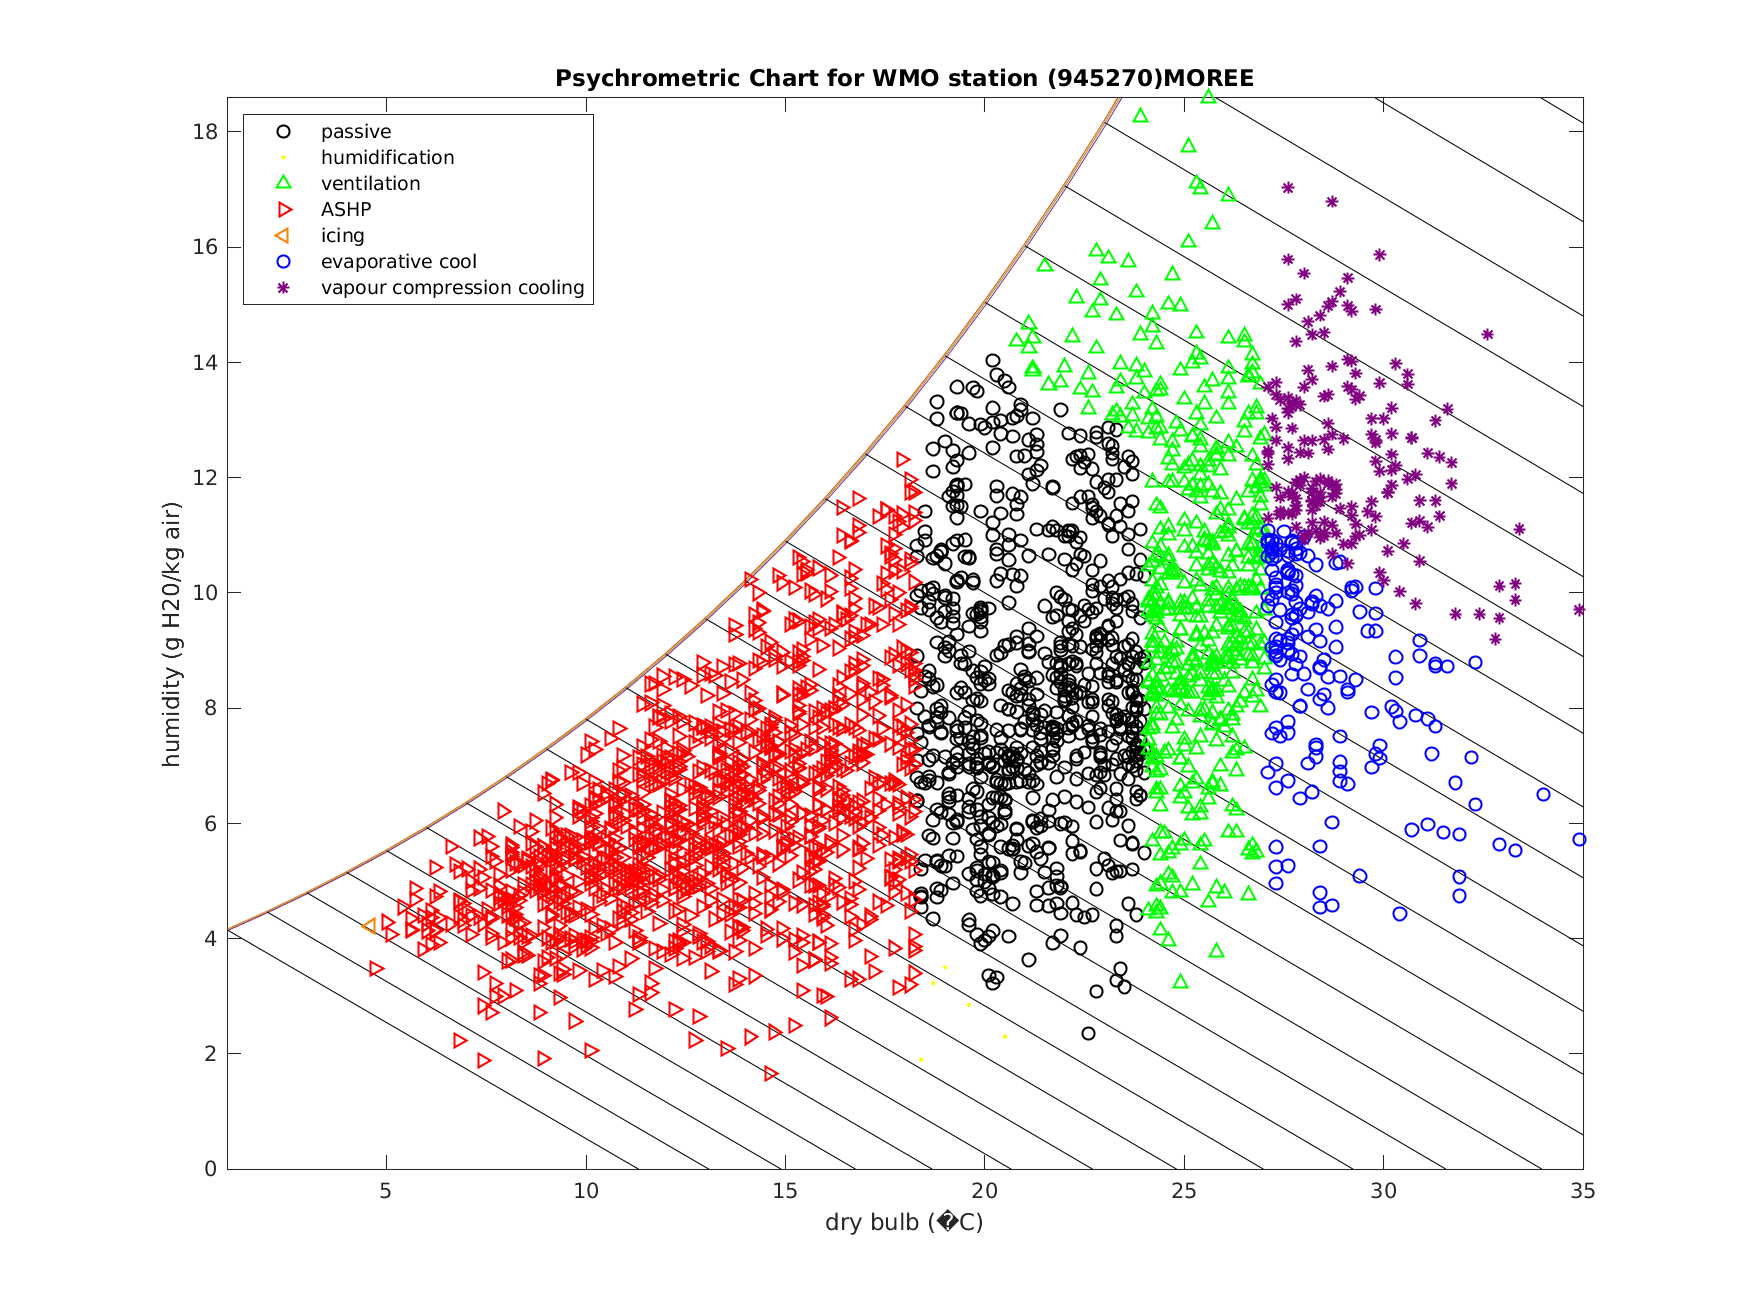 Psychrometric Chart for WMO station (945270)MOREE
passive
humidification
ventilation
ASHP
icing
evaporative cool
vapour compression cooling
humidity (g H20/kg air)
18
16
14
12
10
8
6
4
2
0
5 10 15 20 25 30 35
dry bulb (�C)